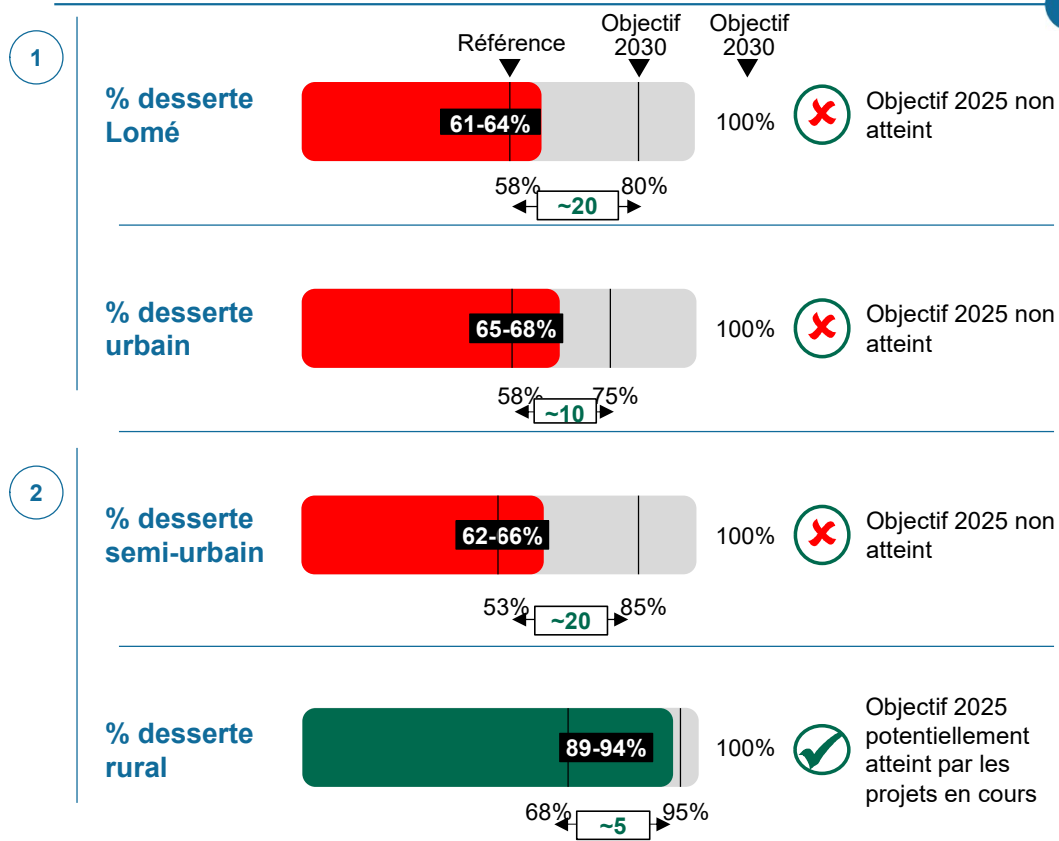 Référence
Objectif
2030
Objectif
2030
1
% desserte
Lomé
61-64%
100%
Objectif 2025 non
atteint
58%
80%
~20
% desserte
urbain
65-68%
100%
Objectif 2025 non
atteint
58%
75%
~10
2
% desserte
semi-urbain
62-66%
100%
Objectif 2025 non
atteint
53%
85%
~20
% desserte
rural
89-94%
100%
Objectif 2025
potentiellement
atteint par les
projets en cours
68%
95%
~5